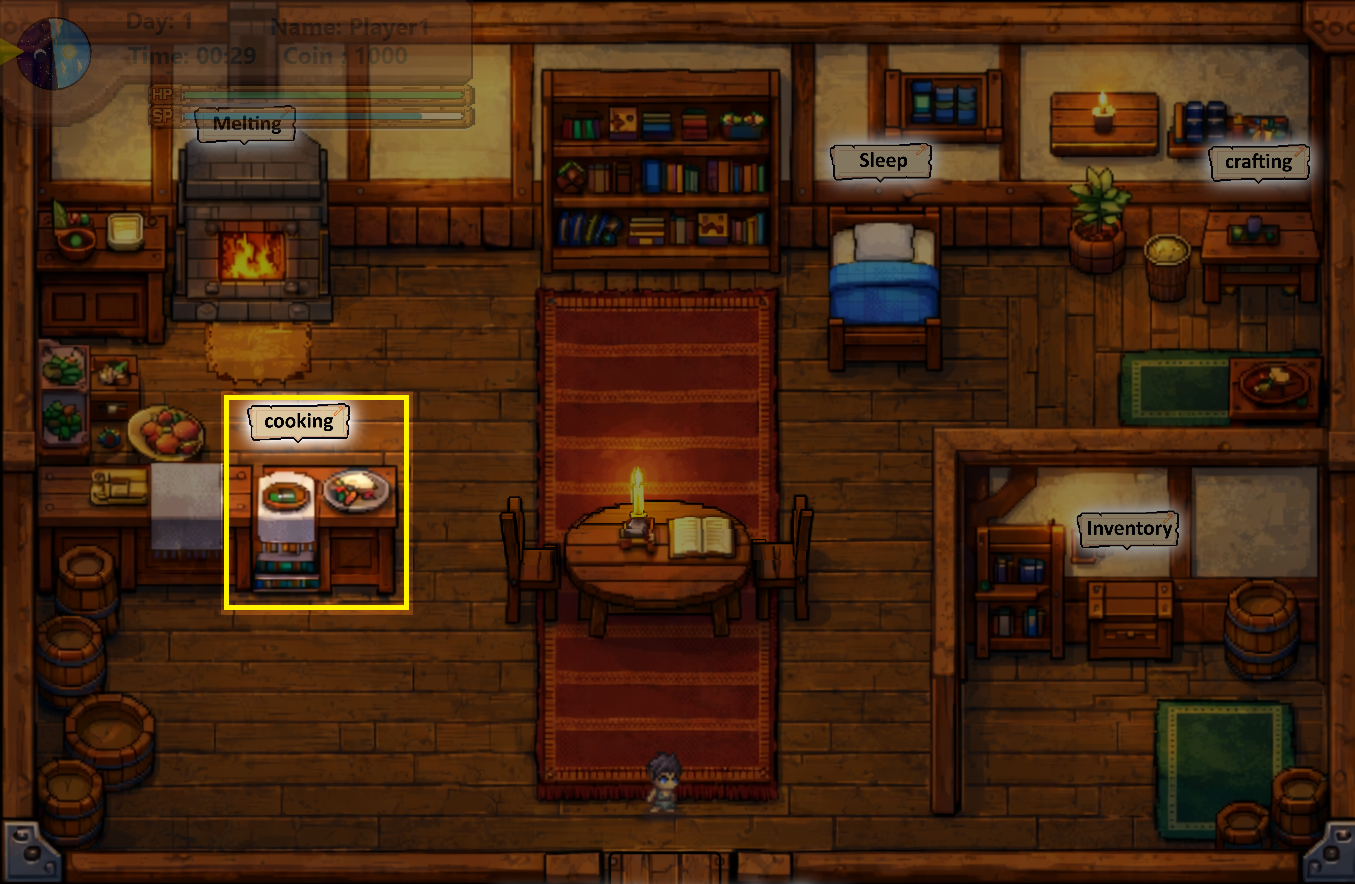 Day: 1
Name: Player1
Time: 00:29
Coin : 1000
HP
SP
Melting
Sleep
crafting
cooking
Inventory